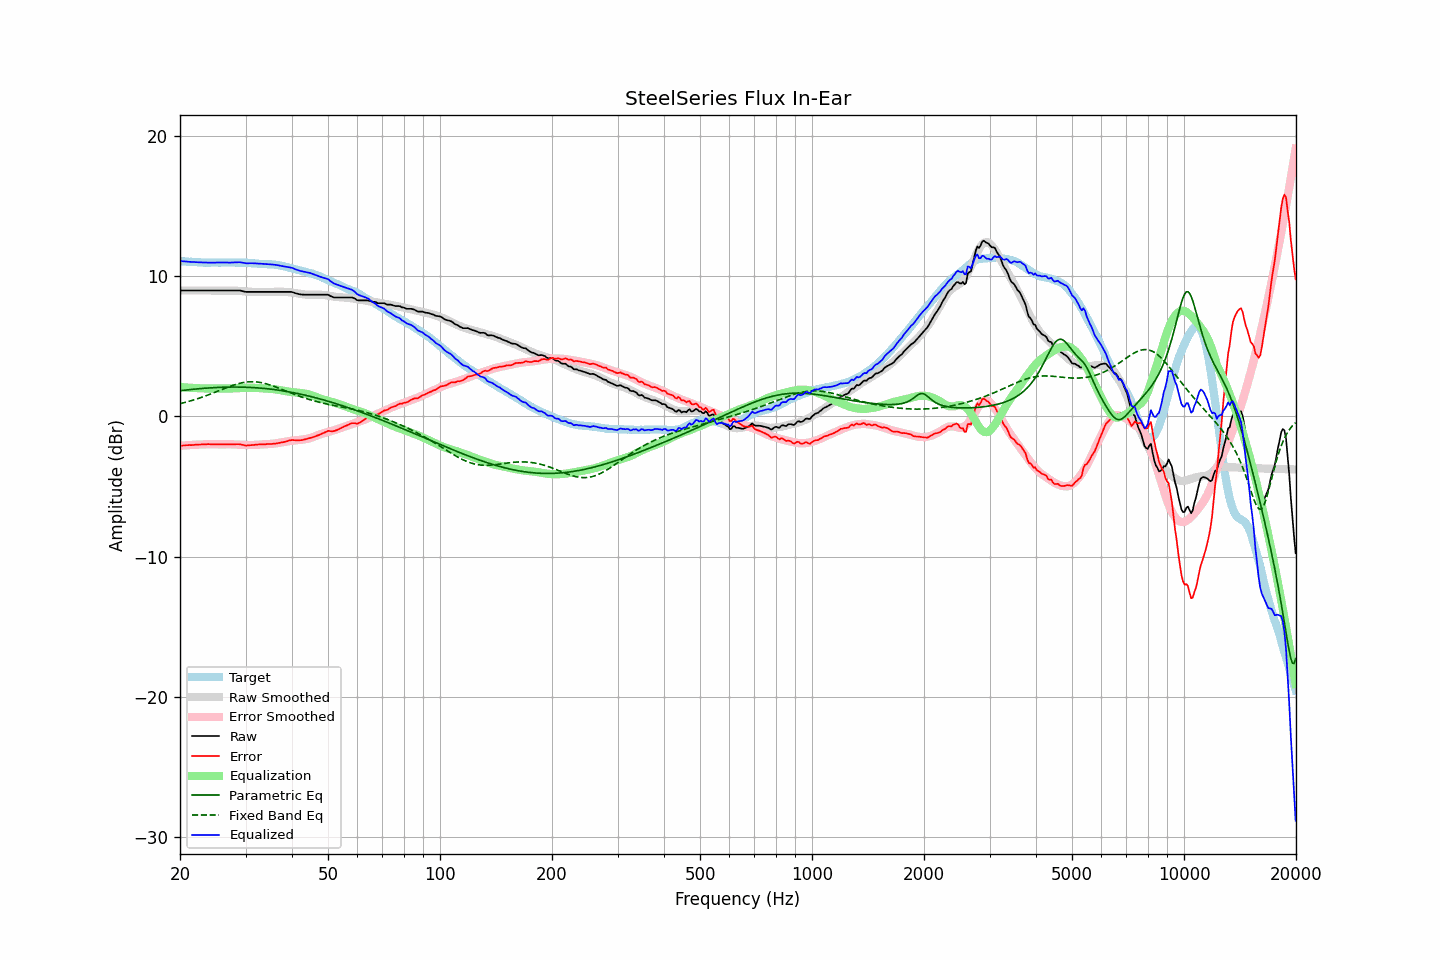 SteelSeries Flux In-Ear
Amplitude (dBr)
20
10
0
−10
−20
−30
Target
Raw Smoothed
Error Smoothed
Raw
Error
Equalization
Parametric Eq
Fixed Band Eq
Equalized
20 50 100 200 500 1000 2000 5000 10000 20000
Frequency (Hz)